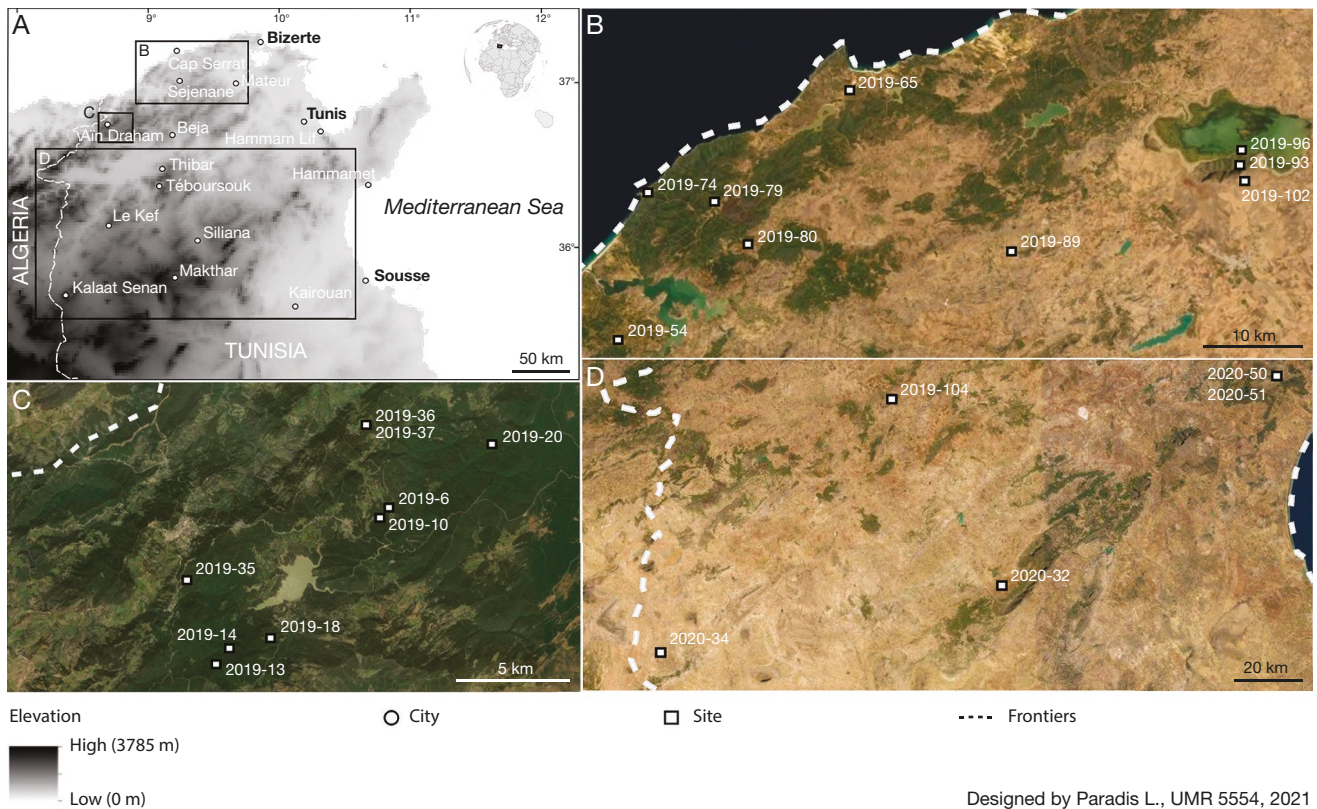 A
9°
10°
11°
12°
B
Bizerte
Cap Serrat
Sejenane
Mateur
37°
C
Ain Draham
Beja
Tunis
Hammam Lif
D
Thibar
Téboursouk
Hammamet
Le Kef
Siliana
Mediterranean Sea
36°
ALGERIA
Makthar
Kalaat Senan
Kairouan
Sousse
TUNISIA
50 km
B
2019-65
2019-96
2019-93
2019-102
2019-74
2019-79
2019-80
2019-89
2019-54
10 km
C
2019-36
2019-37
2019-20
2019-6
2019-10
2019-35
2019-18
2019-14
2019-13
5 km
D
2019-104
2020-50
2020-51
2020-32
2020-34
20 km
Elevation
City
Site
Frontiers
High (3785 m)
Low (0 m)
Designed by Paradis L., UMR 5554, 2021